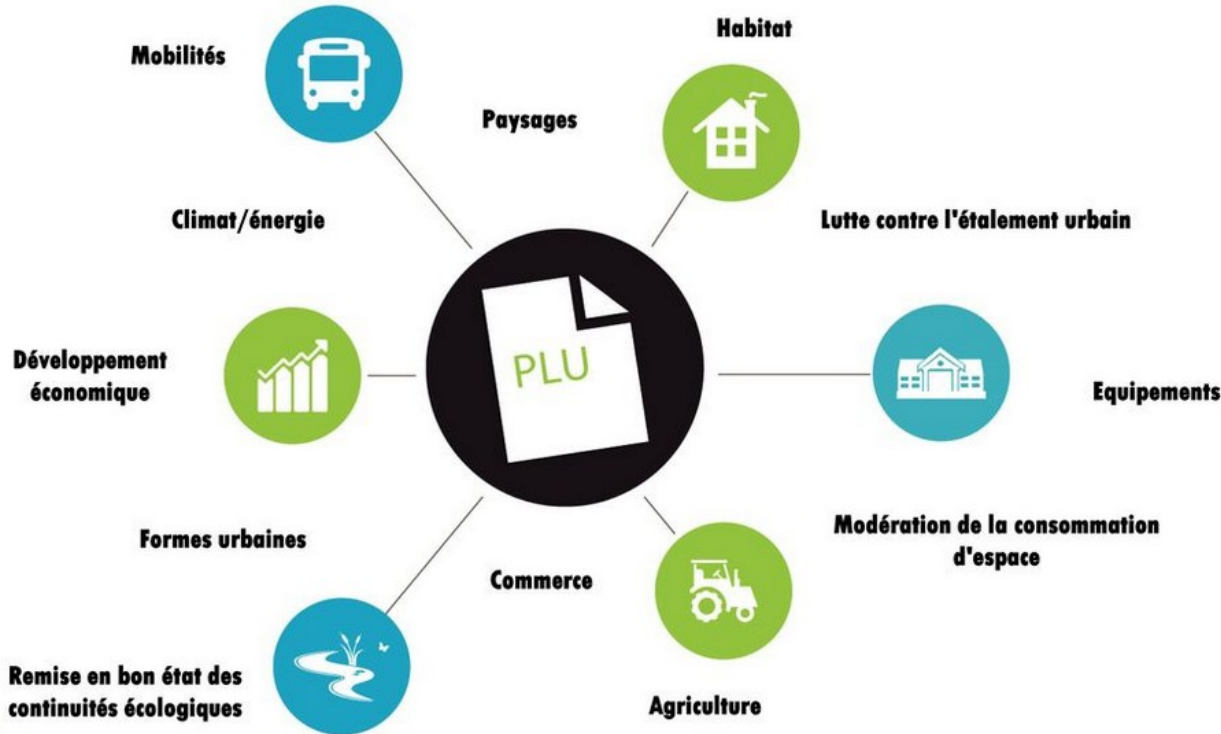 Habitat
Mobilités
Paysages
Climat/énergie
Lutte contre l'étalement urbain
Développement
économique
PLU
Equipements
Formes urbaines
Modération de la consommation
d'espace
Commerce
Remise en bon état des
continuités écologiques
Agriculture